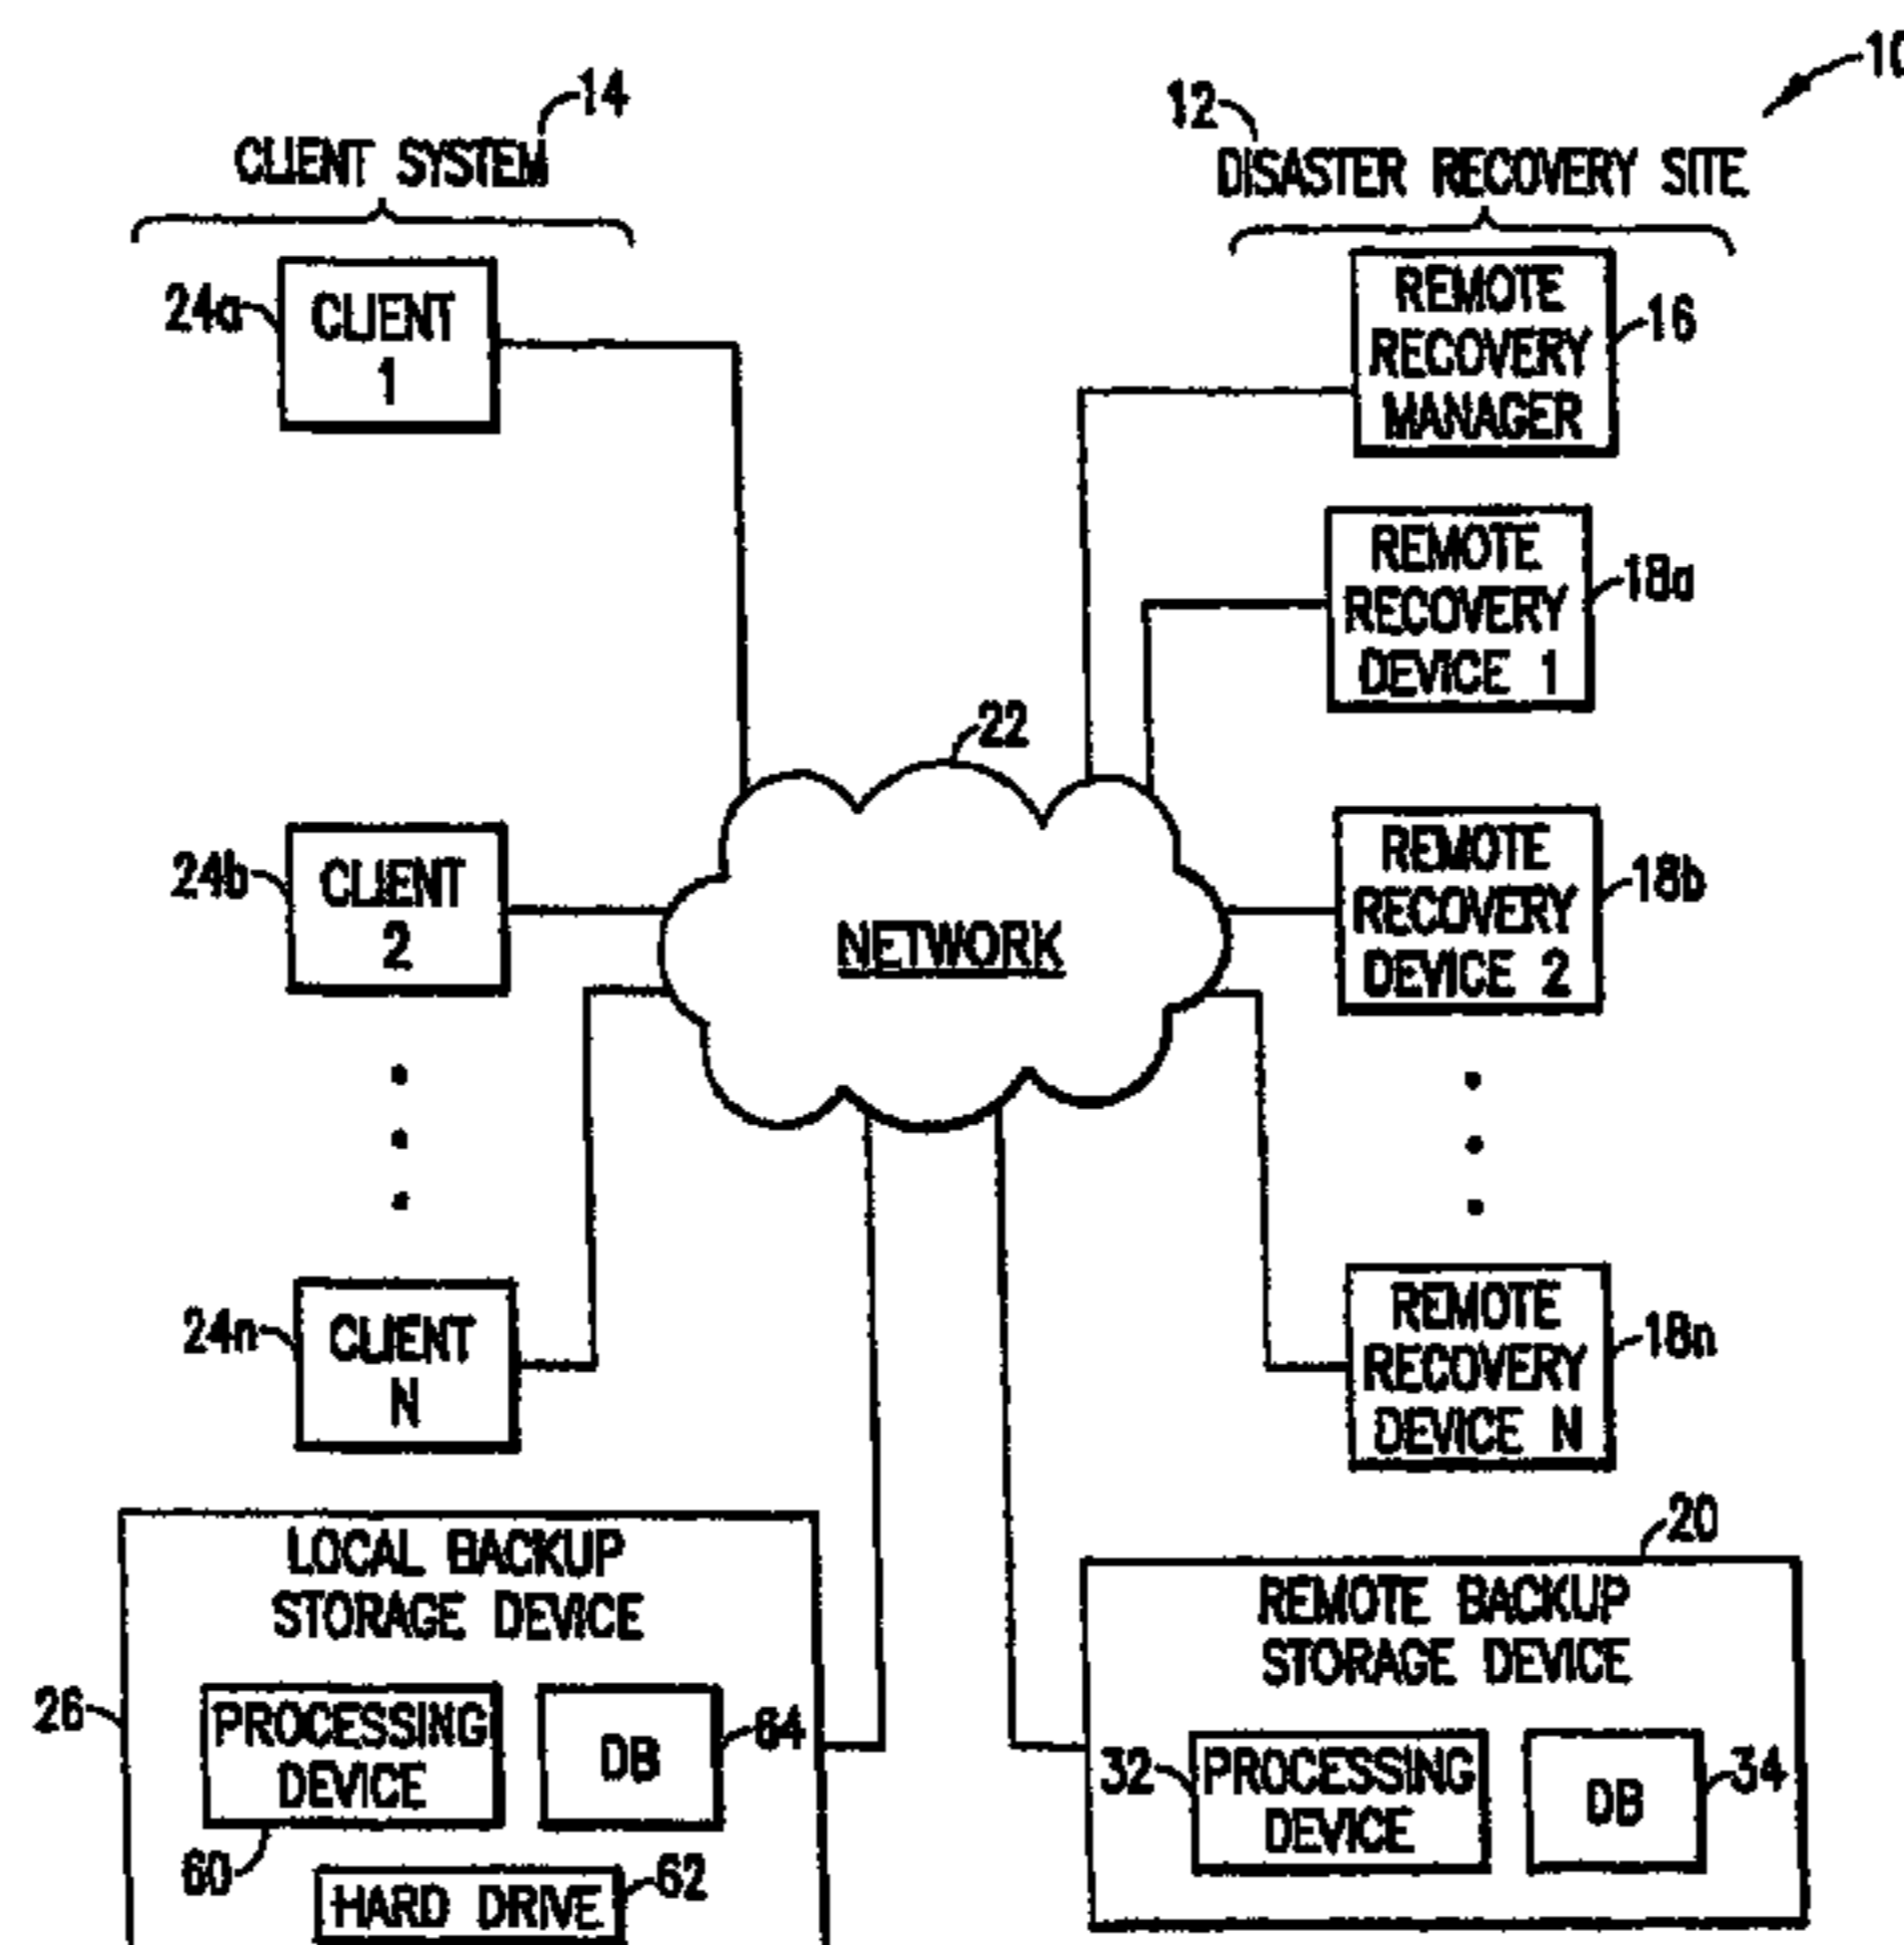 10
14
12
CLIENT SYSTEM
DISASTER RECOVERY SITE
24a
CLIENT
1
REMOTE
RECOVERY
MANAGER
16
REMOTE
RECOVERY
DEVICE 1
18a
22
24b
CLIENT
2
NETWORK
REMOTE
RECOVERY
DEVICE 2
18b
24n
CLIENT
N
REMOTE
RECOVERY
DEVICE N
18n
LOCAL BACKUP
STORAGE DEVICE
26
PROCESSING
DEVICE
60
DB
64
HARD DRIVE
62
20
REMOTE BACKUP
STORAGE DEVICE
32
PROCESSING
DEVICE
DB
34